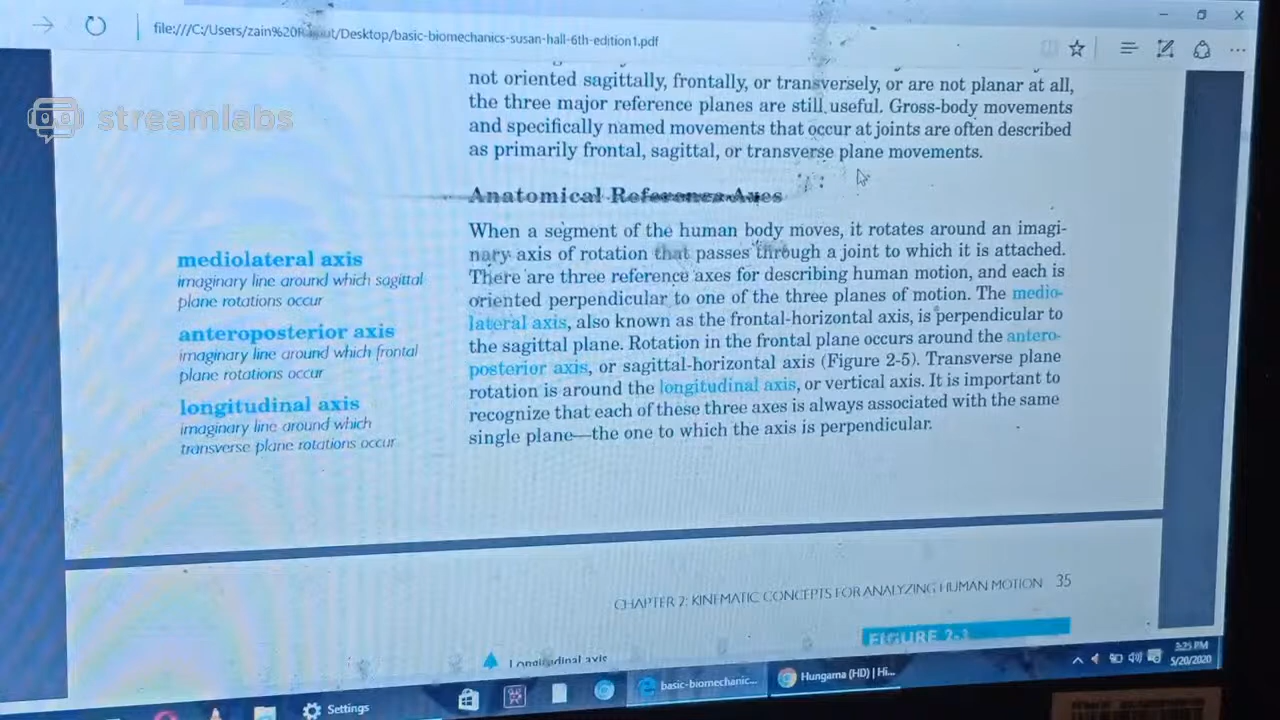 file:///C:/Users/zain%20Rajput/Desktop/basic-biomechanics-susan-hall-6th-edition1.pdf
streamlabs
not oriented sagittally, frontally, or transversely, or are not planar at all,
the three major reference planes are still useful. Gross-body movements
and specifically named movements that occur at joints are often described
as primarily frontal, sagittal, or transverse plane movements.
Anatomical Reference Axes
When a segment of the human body moves, it rotates around an imagi-
nary axis of rotation that passes through a joint to which it is attached.
There are three reference axes for describing human motion, and each is
oriented perpendicular to one of the three planes of motion. The medio-
lateral axis, also known as the frontal-horizontal axis, is perpendicular to
the sagittal plane. Rotation in the frontal plane occurs around the antero-
posterior axis, or sagittal-horizontal axis (Figure 2-5). Transverse plane
rotation is around the longitudinal axis, or vertical axis. It is important to
recognize that each of these three axes is always associated with the same
single plane—the one to which the axis is perpendicular.
mediolateral axis
imaginary line around which sagittal
plane rotations occur
anteroposterior axis
imaginary line around which frontal
plane rotations occur
longitudinal axis
imaginary line around which
transverse plane rotations occur
CHAPTER 2: KINEMATIC CONCEPTS FOR ANALYZING HUMAN MOTION 35
FIGURE
Longitudinal axis
Settings
basic-biomechanic...
Hungama (HD) | Hi...
3:25 PM
5/20/2020